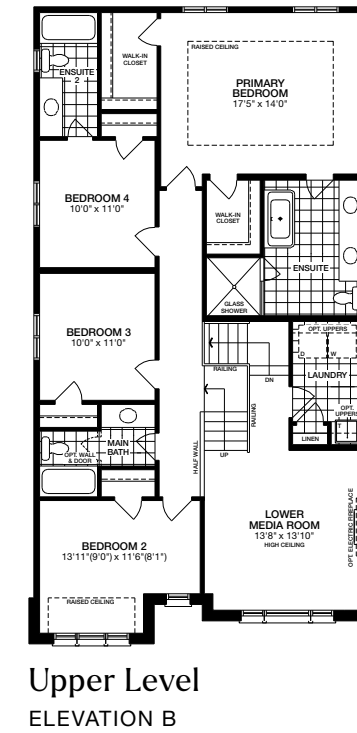 RAISED CEILING
WALK-IN
CLOSET
ENSUITE
2
PRIMARY
BEDROOM
17'5" x 14'0"
BEDROOM 4
10'0" x 11'0"
WALK-IN
CLOSET
ENSUITE
GLASS
SHOWER
BEDROOM 3
10'0" x 11'0"
OPT. UPPERS
D
W
RAILING
DN
LAUNDRY
RAILING
OPT.
UPPERS
T
LINEN
MAIN
BATH
OPT. WALL
& DOOR
HALF WALL
UP
LOWER
MEDIA ROOM
13'8" x 13'10"
HIGH CEILING
OPT. ELECTRIC FIREPLACE
BEDROOM 2
13'11"(9'0") x 11'6"(8'1")
RAISED CEILING
Upper Level
ELEVATION B